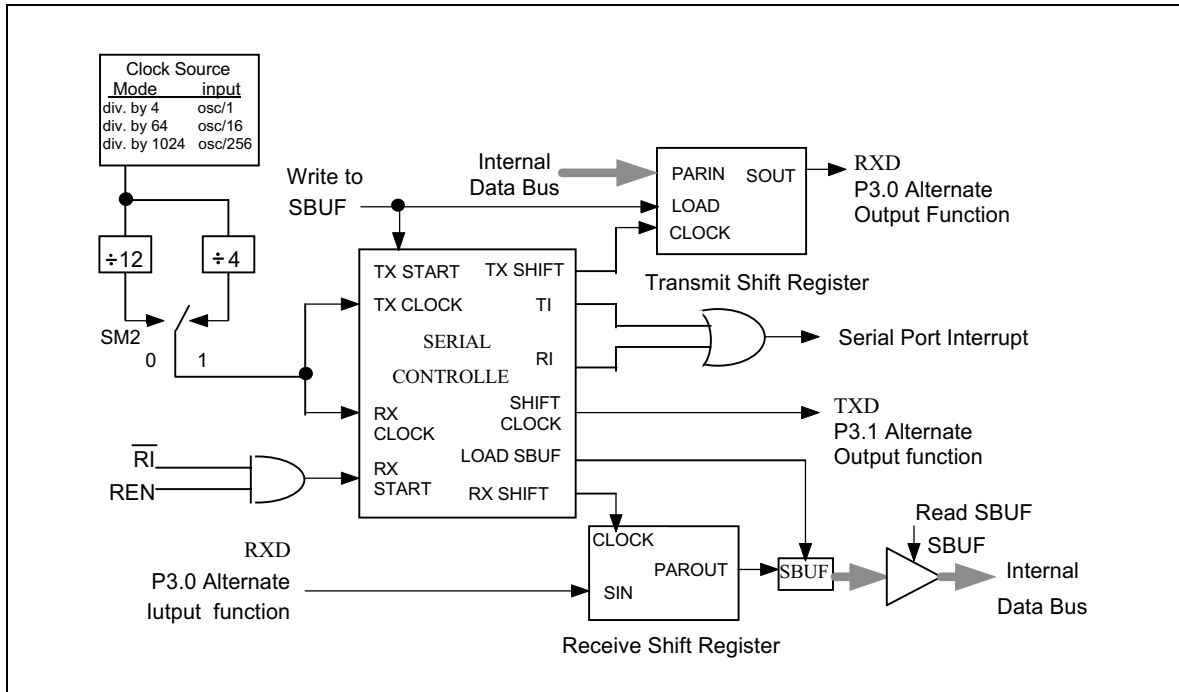 Clock Source
Mode input
div. by 4 osc/1
div. by 64 osc/16
div. by 1024 osc/256
÷12
÷4
SM2
0 1
Write to
SBUF
Internal
Data Bus
PARIN SOUT
LOAD
CLOCK
RXD
P3.0 Alternate
Output Function
Transmit Shift Register
TX START TX SHIFT
TX CLOCK TI
SERIAL
RI
CONTROLLE
RX
CLOCK
SHIFT
CLOCK
LOAD SBUF
RX
START
RX SHIFT
Serial Port Interrupt
TXD
P3.1 Alternate
Output function
RI
REN
RXD
P3.0 Alternate
Iutput function
CLOCK
PAROUT
SIN
Receive Shift Register
SBUF
Read SBUF
SBUF
Internal
Data Bus